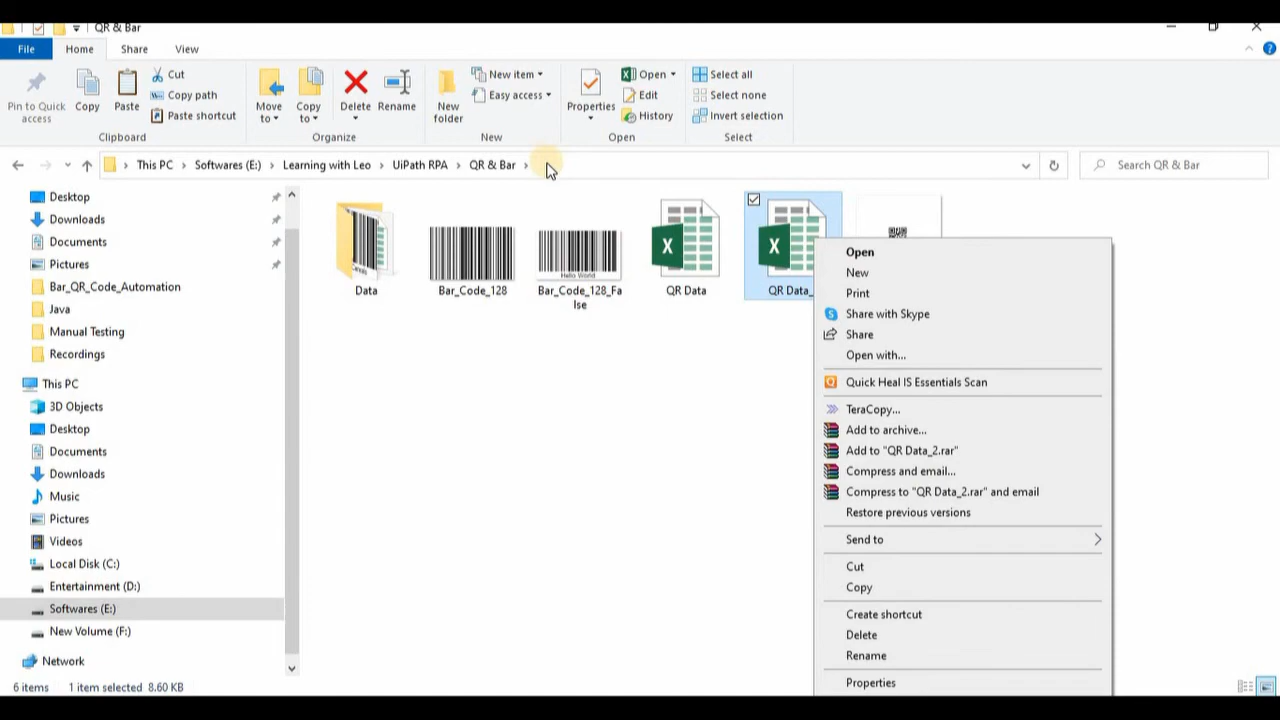 QR & Bar
File
Home
Share
View
Pin to Quick
access
Copy
Paste
Cut
Copy path
Paste shortcut
Clipboard
Move
to
Copy
to
Delete
Rename
Organize
New
folder
New item
Easy access
New
Properties
Open
Edit
History
Open
Select all
Select none
Invert selection
Select
This PC > Softwares (E:) > Learning with Leo > UiPath RPA > QR & Bar >
Search QR & Bar
Desktop
Downloads
Documents
Pictures
Bar_QR_Code_Automation
Java
Manual Testing
Recordings
This PC
3D Objects
Desktop
Documents
Downloads
Music
Pictures
Videos
Local Disk (C:)
Entertainment (D:)
Softwares (E:)
New Volume (F:)
Network
Data
Bar_Code_128
Hello World
Bar_Code_128_Fa
lse
QR Data
QR Data_
Open
New
Print
Share with Skype
Share
Open with...
Quick Heal IS Essentials Scan
TeraCopy...
Add to archive...
Add to "QR Data_2.rar"
Compress and email...
Compress to "QR Data_2.rar" and email
Restore previous versions
Send to
Cut
Copy
Create shortcut
Delete
Rename
Properties
6 items 1 item selected 8.60 KB